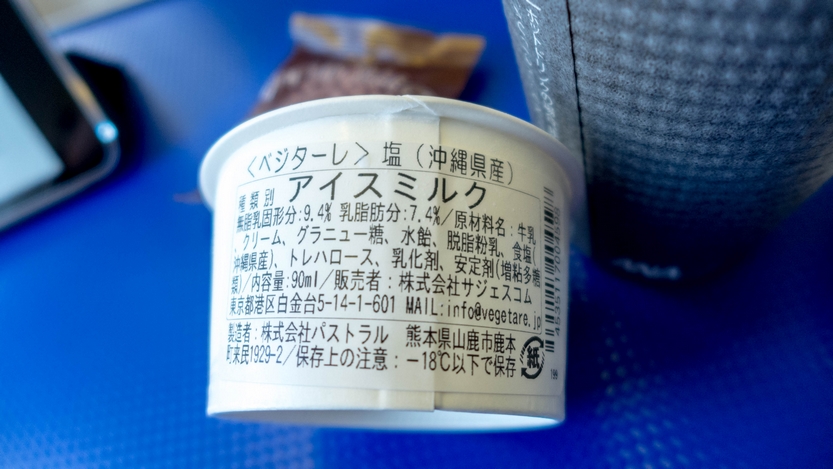 〈ベジターレ〉塩(沖縄県産)
種類別 アイスミルク
無脂乳固形分:9.4% 乳脂肪分:7.4%/原材料名:牛乳
、クリーム、グラニュー糖、水飴、脱脂粉乳、食塩(
沖縄県産)、トレハロース、乳化剤、安定剤(増粘多糖
類)/内容量:90ml/販売者:株式会社サジェスコム
東京都港区白金台5-14-1-601 MAIL:info@vegetare.jp
製造者:株式会社パストラル 熊本県山鹿市鹿本
町来民1929-2/保存上の注意:-18℃以下で保存
紙